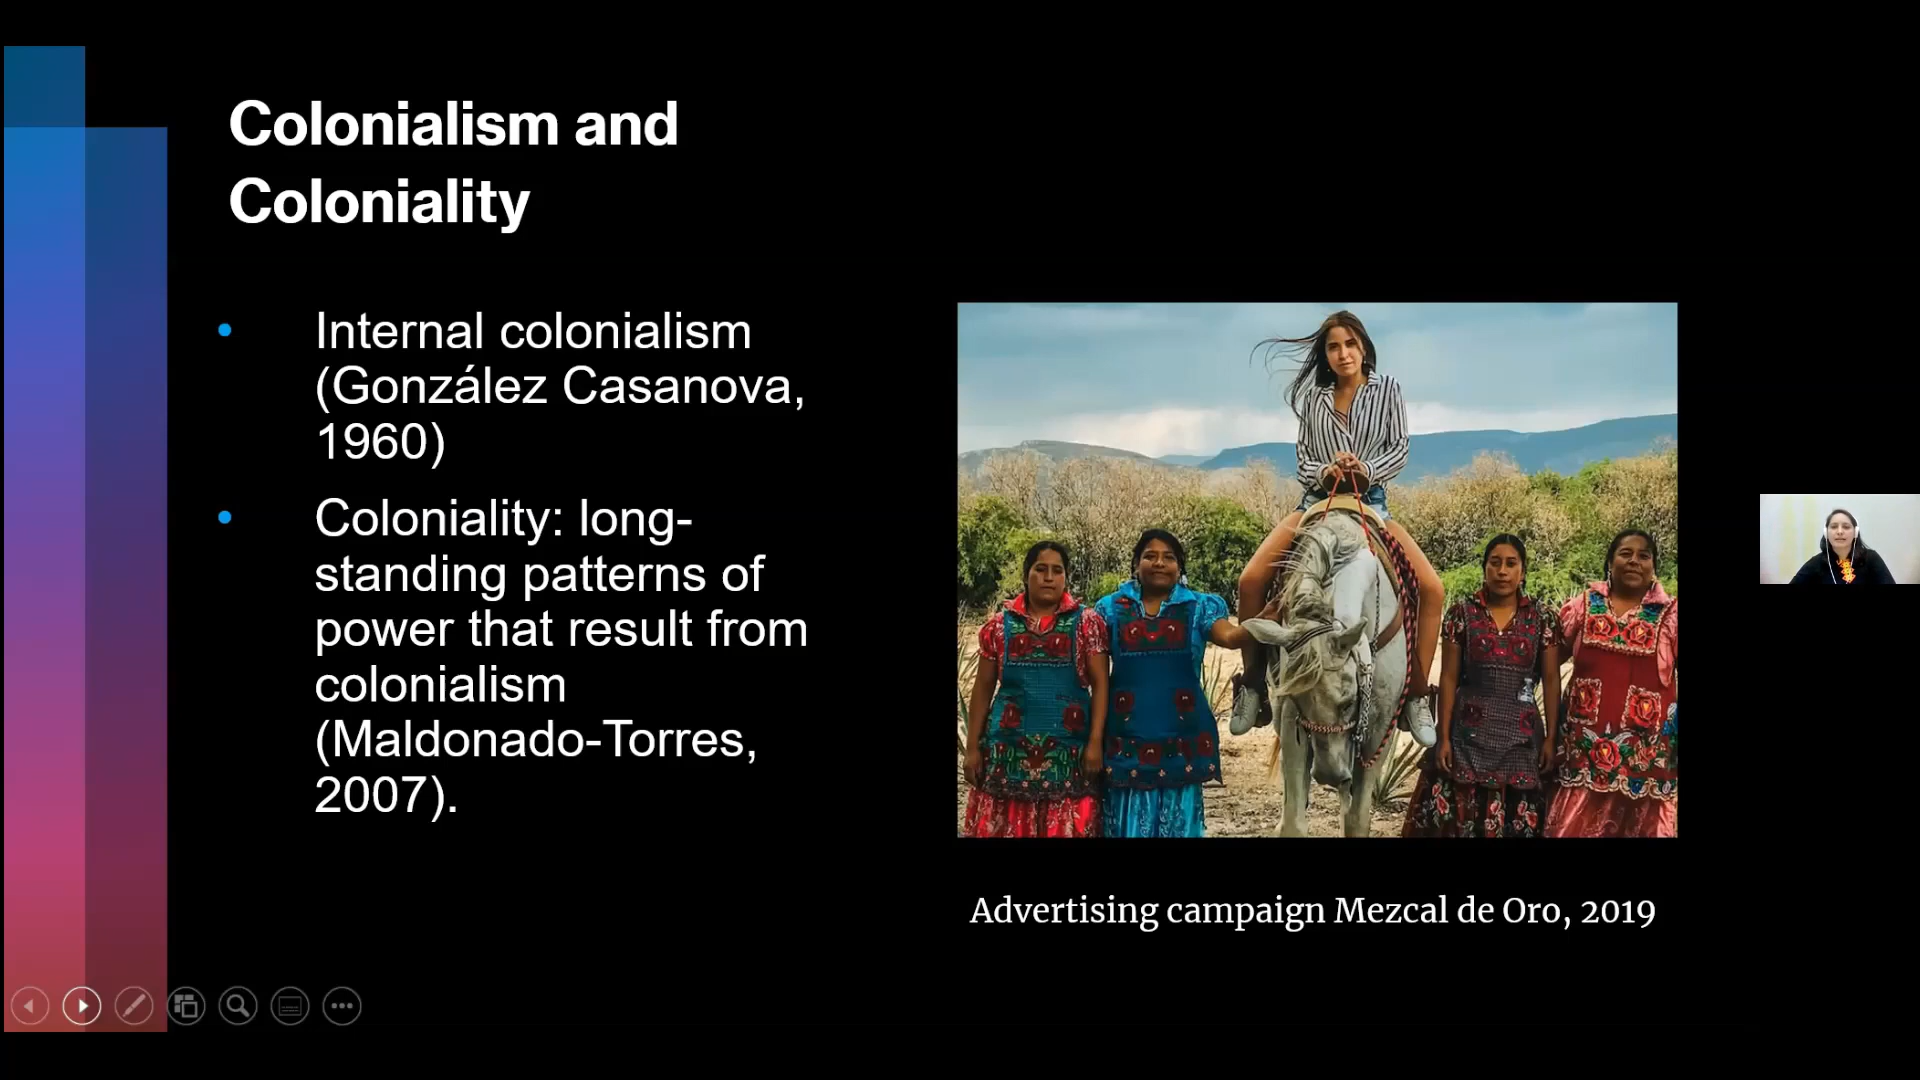 Colonialism and
Coloniality
Internal colonialism
(González Casanova,
1960)
Coloniality: long-
standing patterns of
power that result from
colonialism
(Maldonado-Torres,
2007).
Advertising campaign Mezcal de Oro, 2019